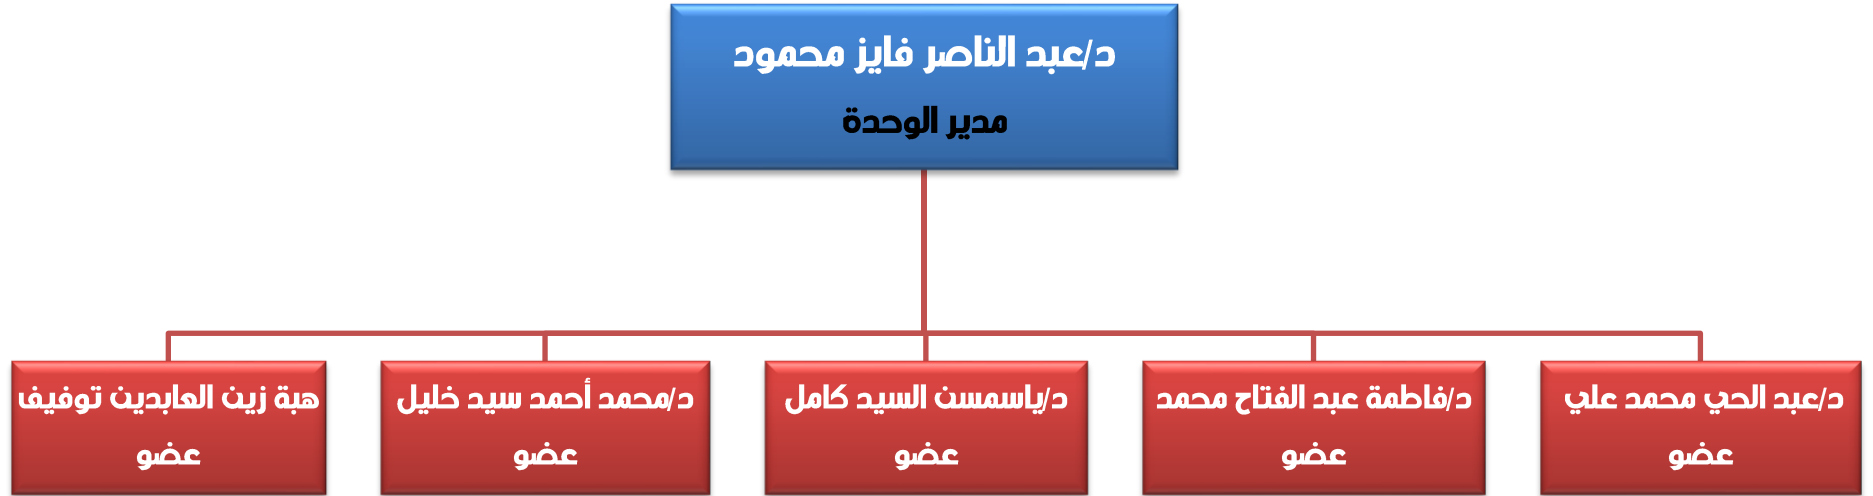 د/عبد الناصر فايز محمود
مدير الوحدة
د/عبد الحي محمد علي
عضو
د/فاطمة عبد الفتاح محمد
عضو
د/ياسمسن السيد كامل
عضو
د/محمد أحمد سيد خليل
عضو
هبة زين العابدين توفيف
عضو